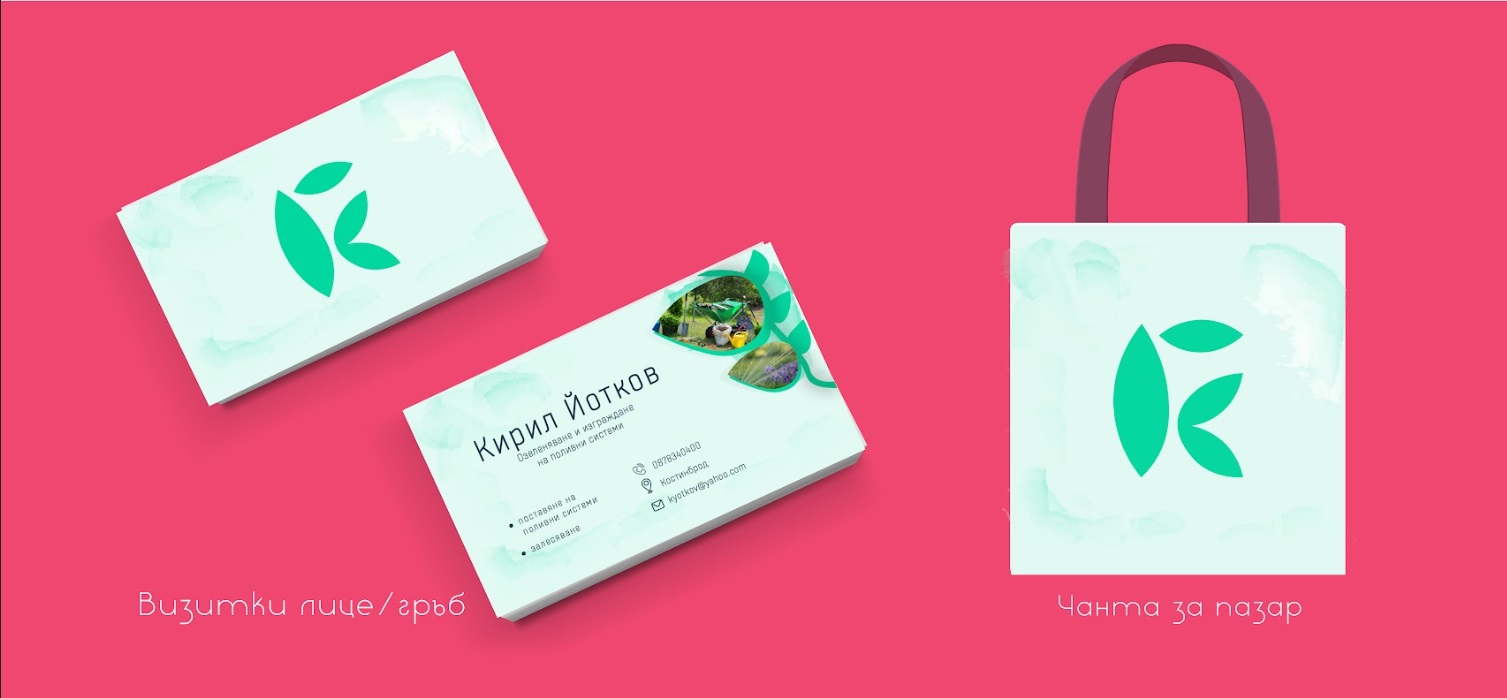 Кирил Йотков
Озеленяване и изграждане
на поливни системи
0878340400
Костинброд
kyotkov@yahoo.com
• поставяне на
поливни системи
• залесяване
Визитки лице/гръб
Чанта за пазар